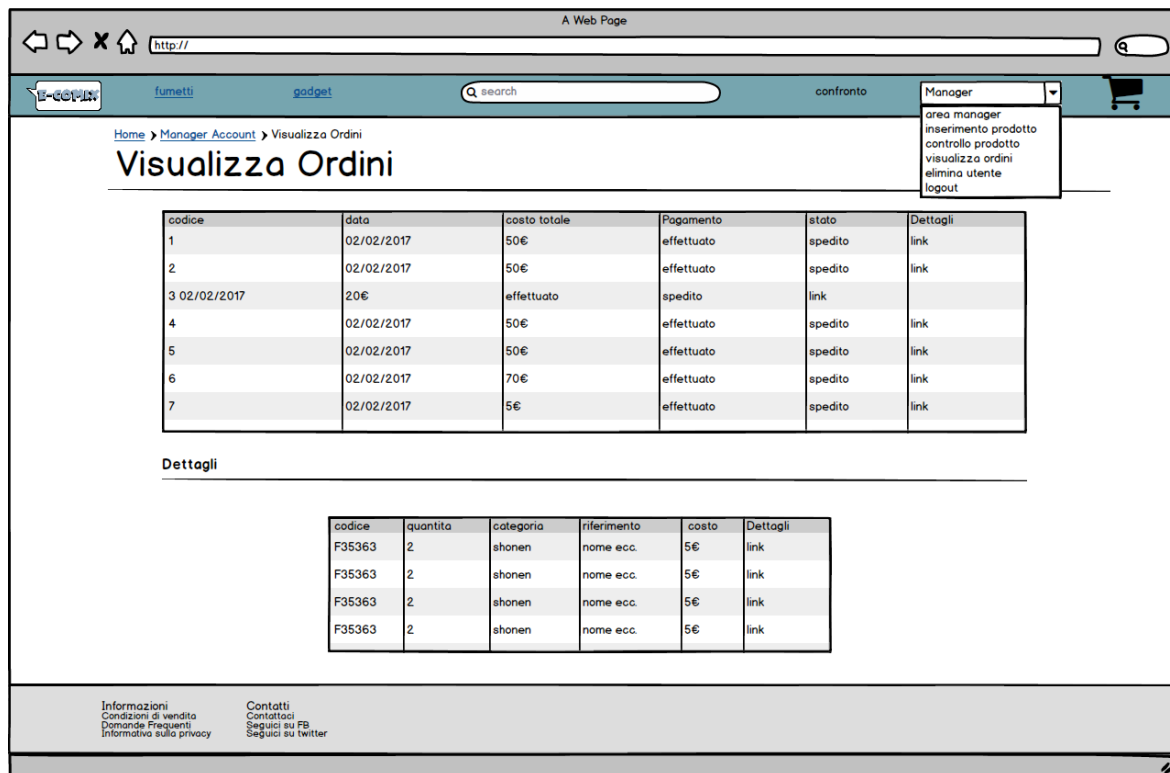 A Web Page
http://
E-COMIX fumetti gadget search confronto Manager
area manager
inserimento prodotto
controllo prodotto
visualizza ordini
elimina utente
logout
Home Manager Account Visualizza Ordini
Visualizza Ordini
codice data costo totale Pagamento stato Dettagli
1 02/02/2017 50€ effettuato spedito link
2 02/02/2017 50€ effettuato spedito link
3 02/02/2017 20€ effettuato spedito link
4 02/02/2017 50€ effettuato spedito link
5 02/02/2017 50€ effettuato spedito link
6 02/02/2017 70€ effettuato spedito link
7 02/02/2017 5€ effettuato spedito link
Dettagli
codice quantita categoria riferimento costo Dettagli
F35363 2 shonen nome ecc. 5€ link
F35363 2 shonen nome ecc. 5€ link
F35363 2 shonen nome ecc. 5€ link
F35363 2 shonen nome ecc. 5€ link
Informazioni
Condizioni di vendita
Domande Frequenti
Informativa sulla privacy
Contatti
Contattaci
Seguici su FB
Seguici su twitter